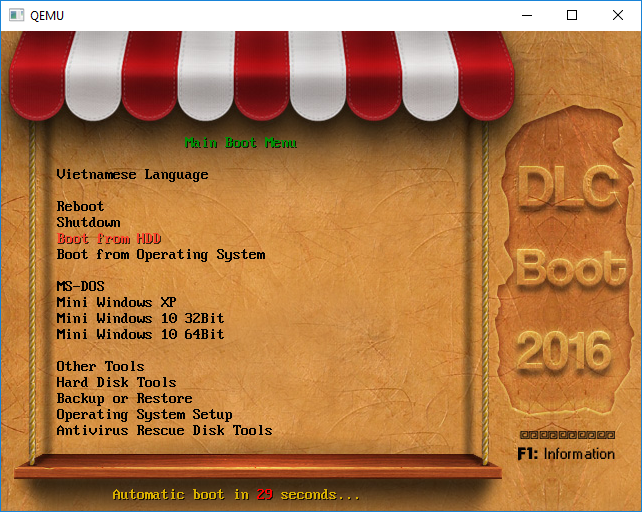 QEMU
Main Boot Menu
Vietnamese Language
Reboot
Shutdown
Boot from HDD
Boot from Operating System
MS-DOS
Mini Windows XP
Mini Windows 10 32Bit
Mini Windows 10 64Bit
Other Tools
Hard Disk Tools
Backup or Restore
Operating System Setup
Antivirus Rescue Disk Tools
Automatic boot in 29 seconds...
DLC
Boot
2016
F1: Information